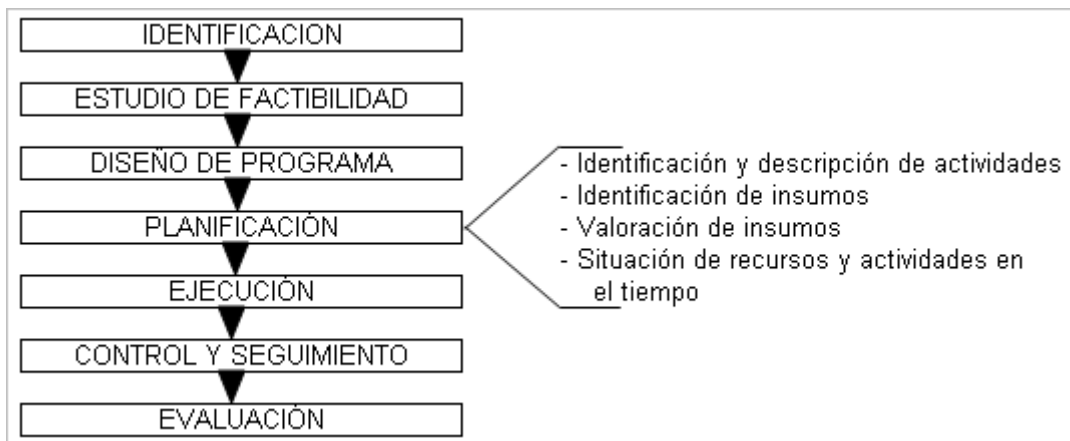 IDENTIFICACION
ESTUDIO DE FACTIBILIDAD
DISEÑO DE PROGRAMA
PLANIFICACIÓN
- Identificación y descripción de actividades
- Identificación de insumos
- Valoración de insumos
- Situación de recursos y actividades en
el tiempo
EJECUCIÓN
CONTROL Y SEGUIMIENTO
EVALUACIÓN